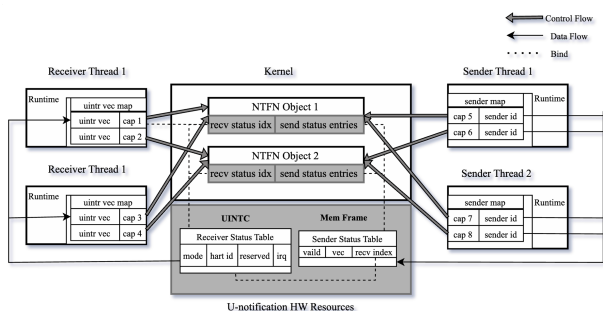 Control Flow
Data Flow
Bind
Receiver Thread 1
Kernel
Sender Thread 1
Runtime
uintr vec map
uintr vec cap 1
uintr vec cap 2
NTFN Object 1
recv status idx send status entries
NTFN Object 2
recv status idx send status entries
sender map
cap 5 sender id
cap 6 sender id
Runtime
Receiver Thread 1
Sender Thread 2
Runtime
uintr vec map
uintr vec cap 3
uintr vec cap 4
sender map
cap 7 sender id
cap 8 sender id
Runtime
UINTC
Mem Frame
Receiver Status Table
mode hart id reserved irq
Sender Status Table
vaild vec recv index
U-notification HW Resources